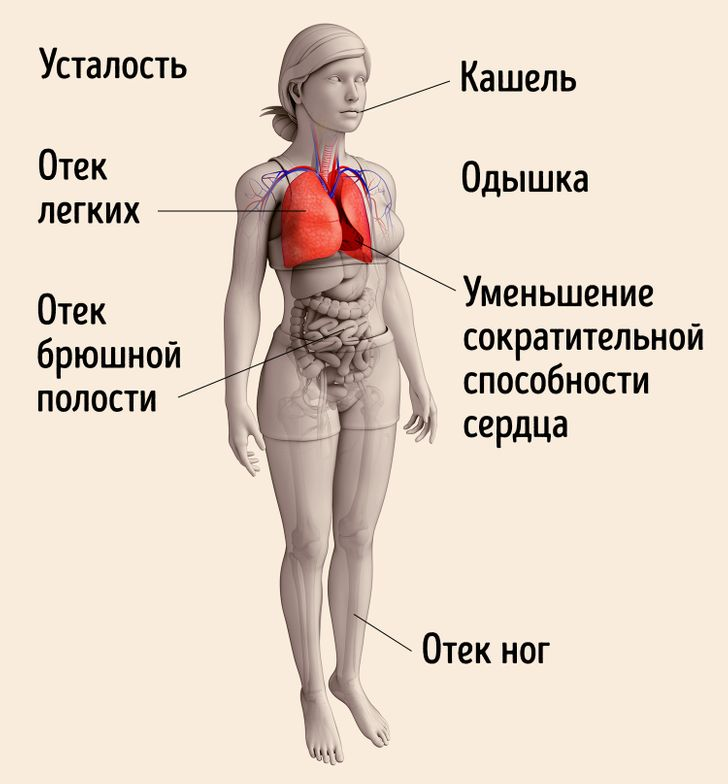 Усталость
Кашель
Отек
легких
Одышка
Отек
брюшной
полости
Уменьшение
сократительной
способности
сердца
Отек ног